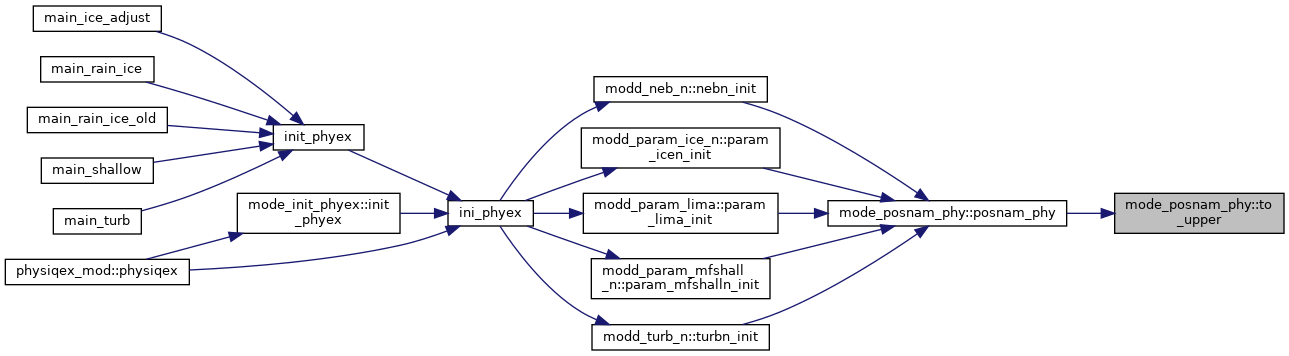 main_ice_adjust
main_rain_ice
main_rain_ice_old
main_shallow
main_turb
physiqex_mod::physiqex
init_phyex
mode_init_phyex::init
_phyex
ini_phyex
modd_neb_n::nebn_init
modd_param_ice_n::param
_icen_init
modd_param_lima::param
_lima_init
modd_param_mfshall
_n::param_mfshalln_init
modd_turb_n::turbn_init
mode_posnam_phy::posnam_phy
mode_posnam_phy::to
_upper